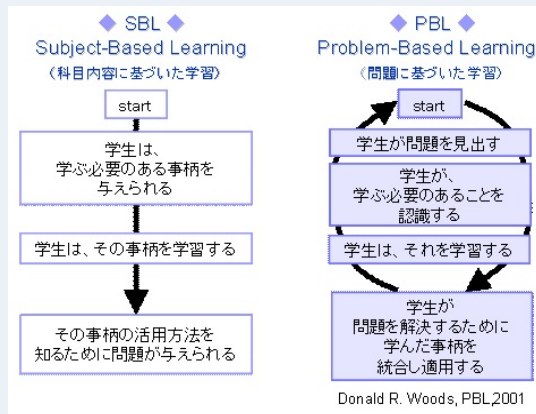 ◆ SBL ◆
Subject-Based Learning
(科目内容に基づいた学習)
start
学生は、
学ぶ必要のある事柄を
与えられる
学生は、その事柄を学習する
その事柄の活用方法を
知るために問題が与えられる
◆ PBL ◆
Problem-Based Learning
(問題に基づいた学習)
start
学生が問題を見出す
学生が、
学ぶ必要のあることを
認識する
学生は、それを学習する
学生が
問題を解決するために
学んだ事柄を
統合し適用する
Donald R. Woods, PBL,2001